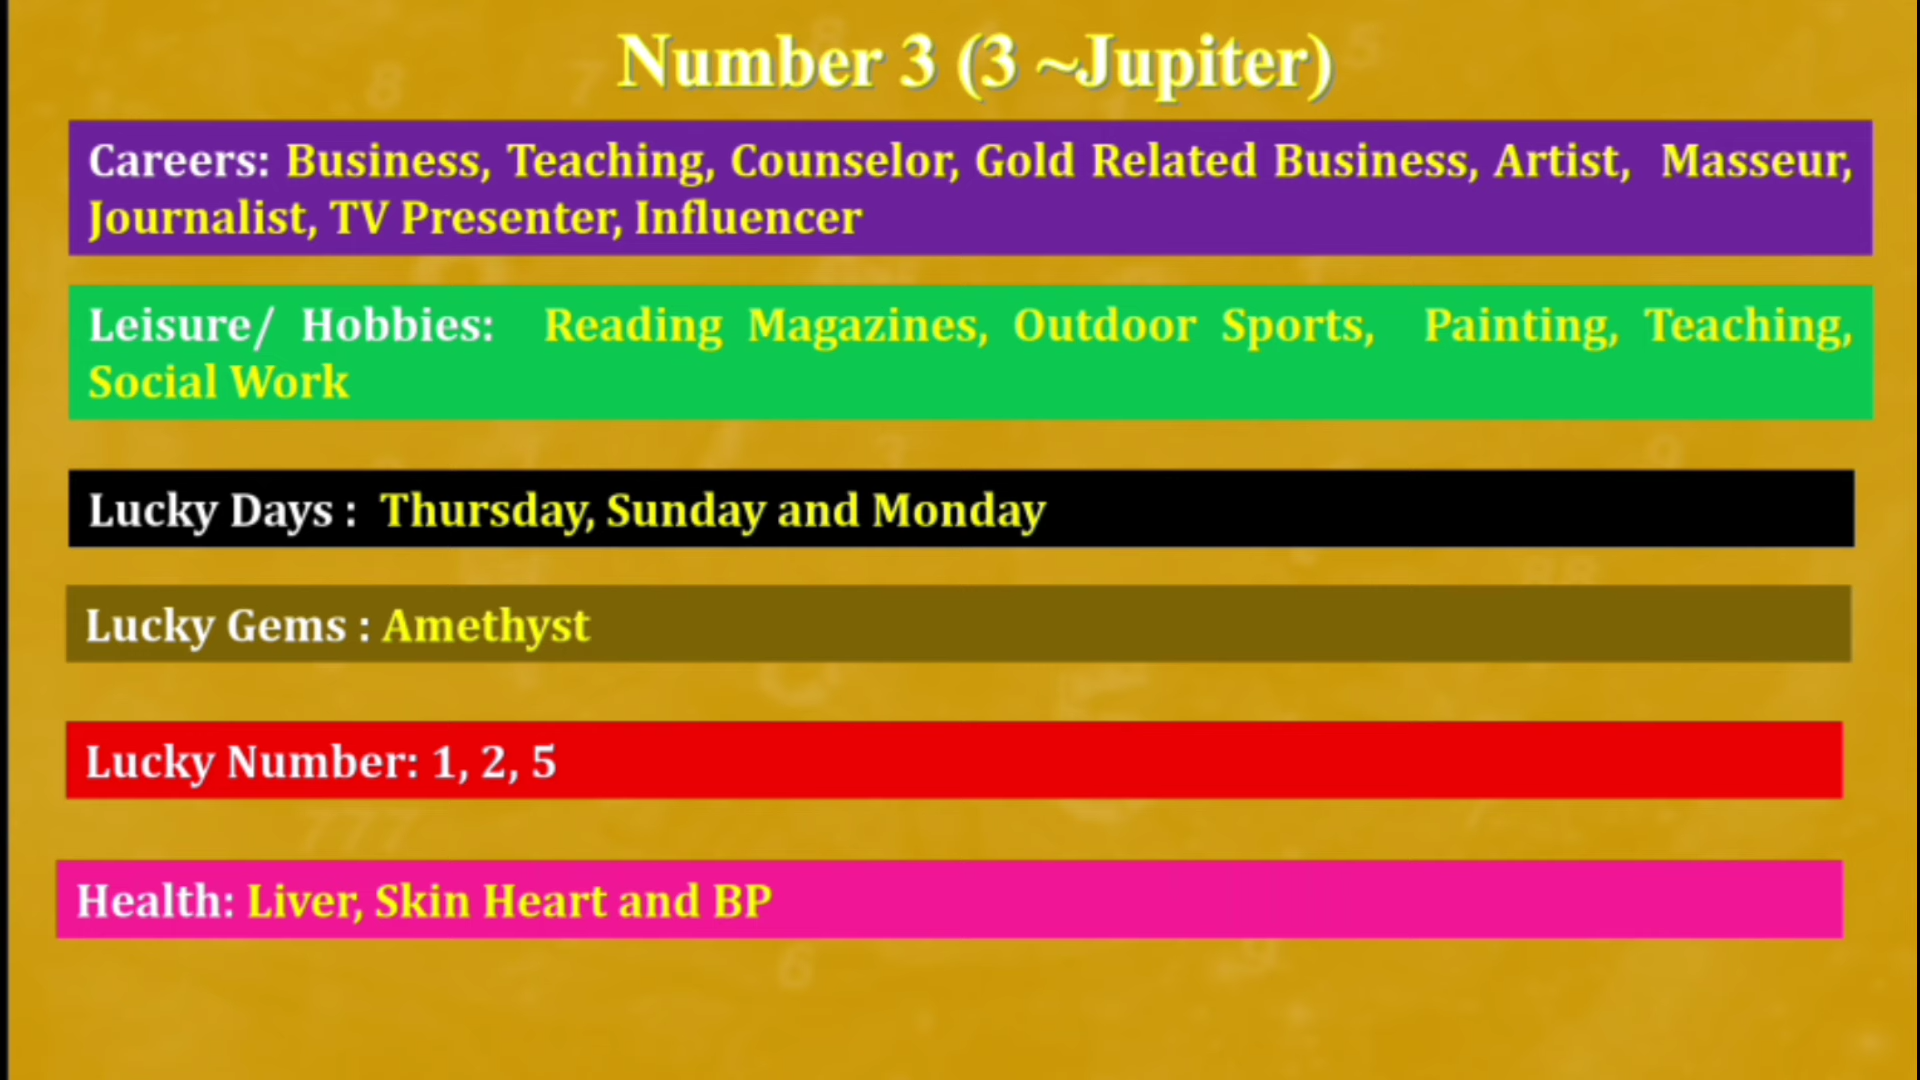 Number 3 (3 ~Jupiter)
Careers: Business, Teaching, Counselor, Gold Related Business, Artist, Masseur,
Journalist, TV Presenter, Influencer
Leisure/ Hobbies: Reading Magazines, Outdoor Sports, Painting, Teaching,
Social Work
Lucky Days : Thursday, Sunday and Monday
Lucky Gems : Amethyst
Lucky Number: 1, 2, 5
Health: Liver, Skin Heart and BP